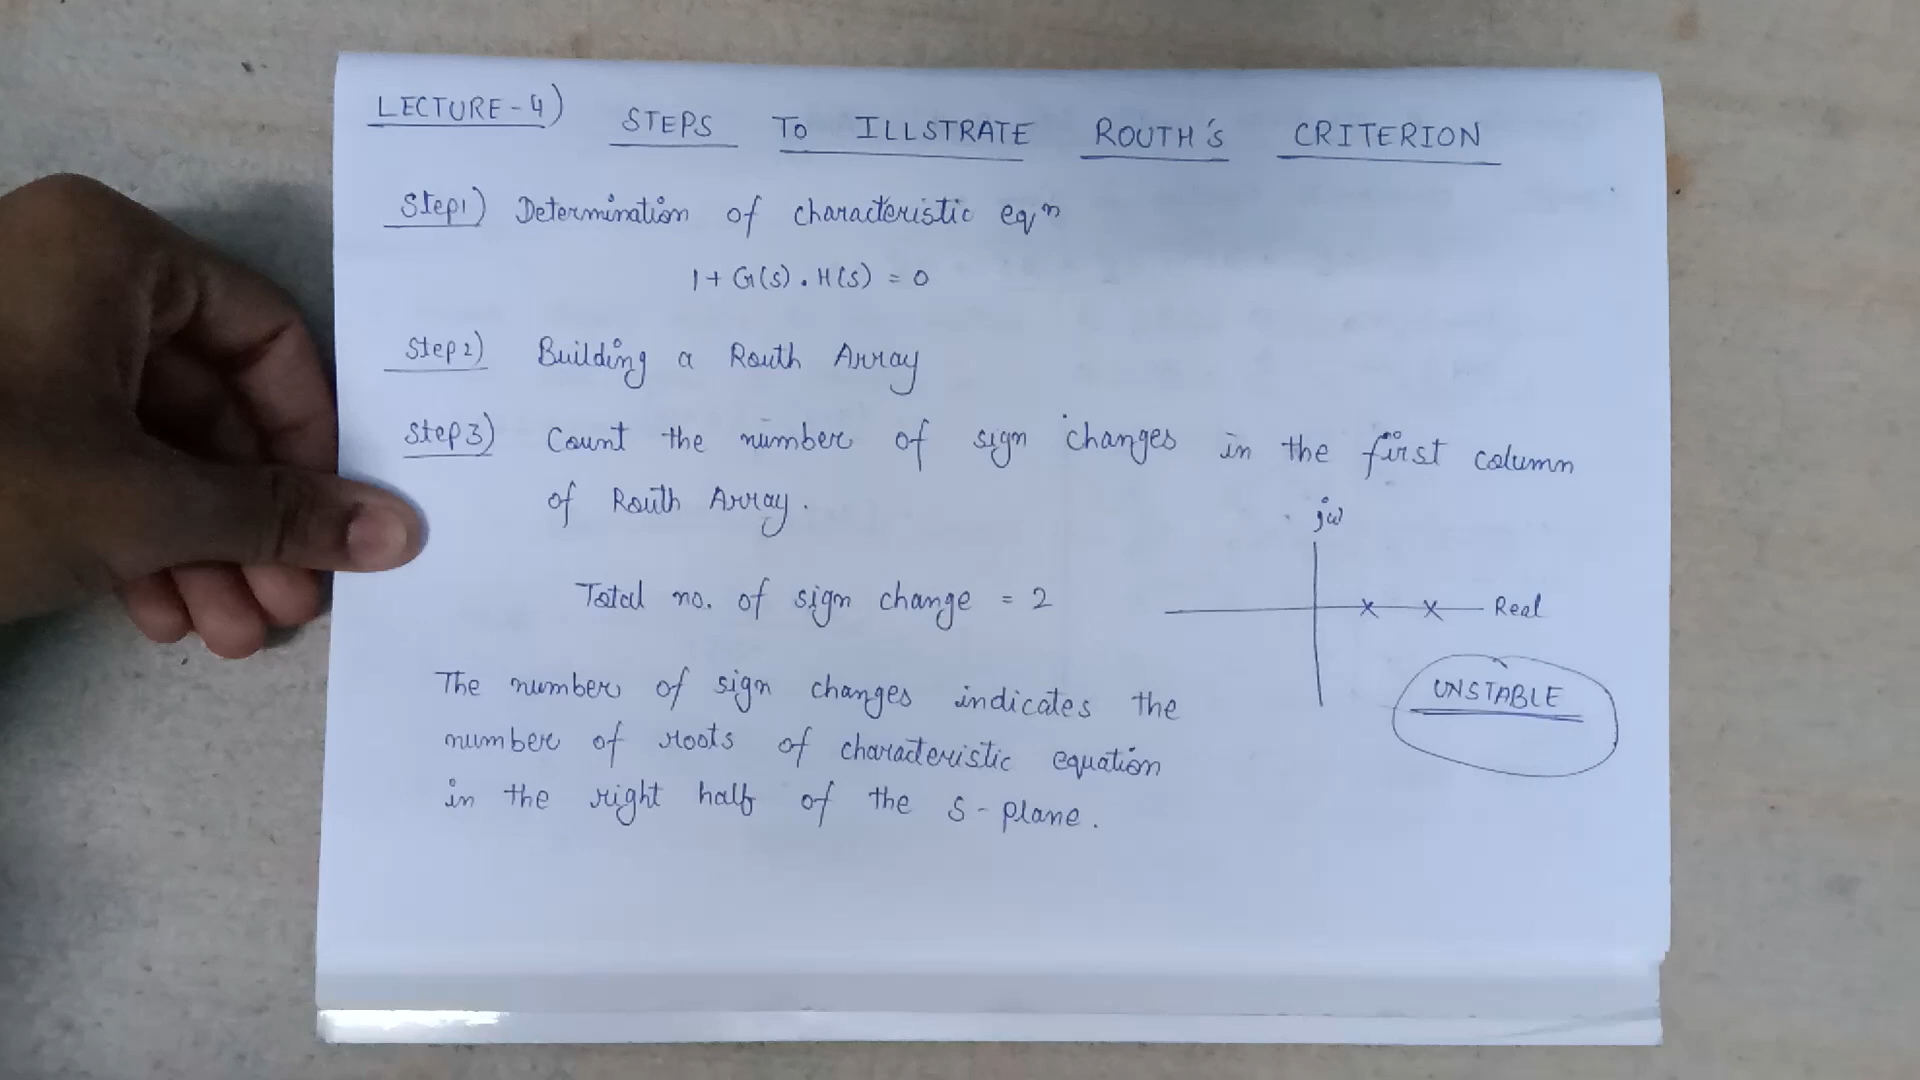 LECTURE-4)
STEPS TO ILLSTRATE ROUTH'S CRITERION
Step1) Determination of characteristic eqn
1+ G(s) . H(s) = 0
Step2) Building a Routh Array
Step3) Count the number of sign changes in the first column
of Routh Array.
jω
Total no. of sign change = 2
Real
UNSTABLE
The number of sign changes indicates the
number of roots of characteristic equation
in the right half of the s-plane.